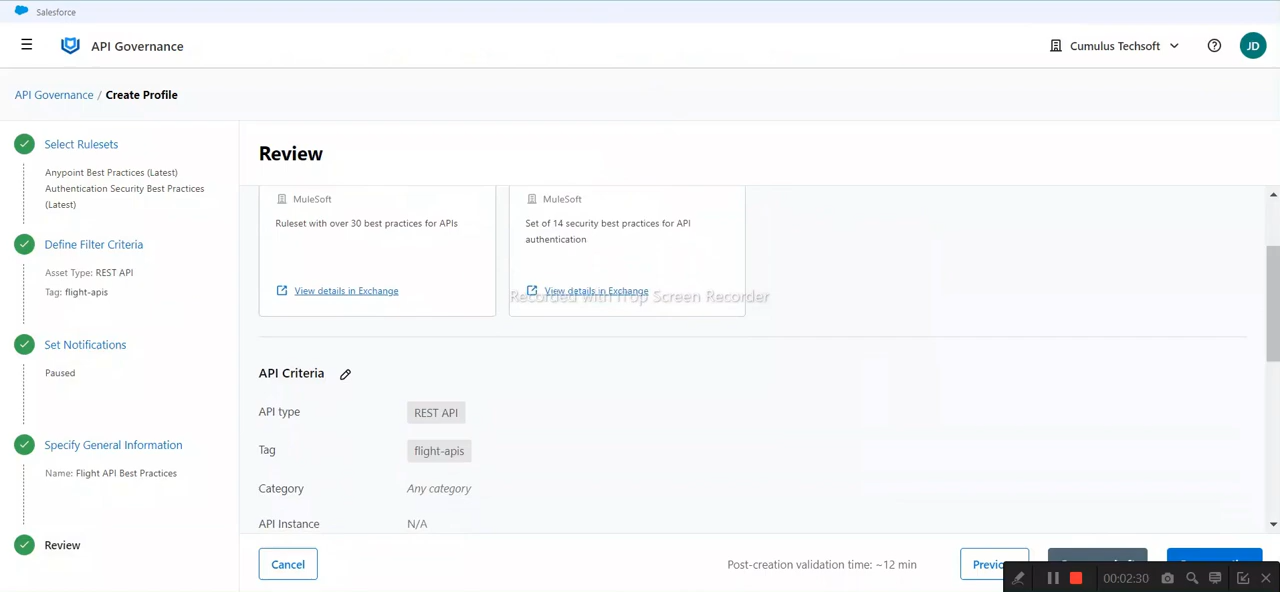 Salesforce
API Governance
Cumulus Techsoft
JD
API Governance / Create Profile
Select Rulesets
Anypoint Best Practices (Latest)
Authentication Security Best Practices
(Latest)
Define Filter Criteria
Asset Type: REST API
Tag: flight-apis
Set Notifications
Paused
Specify General Information
Name: Flight API Best Practices
Review
Review
MuleSoft
Ruleset with over 30 best practices for APIs
View details in Exchange
MuleSoft
Set of 14 security best practices for API
authentication
View details in Exchange
Recorded with iTop Screen Recorder
API Criteria
API type REST API
Tag flight-apis
Category Any category
API Instance N/A
Cancel
Post-creation validation time: ~12 min
00:02:30